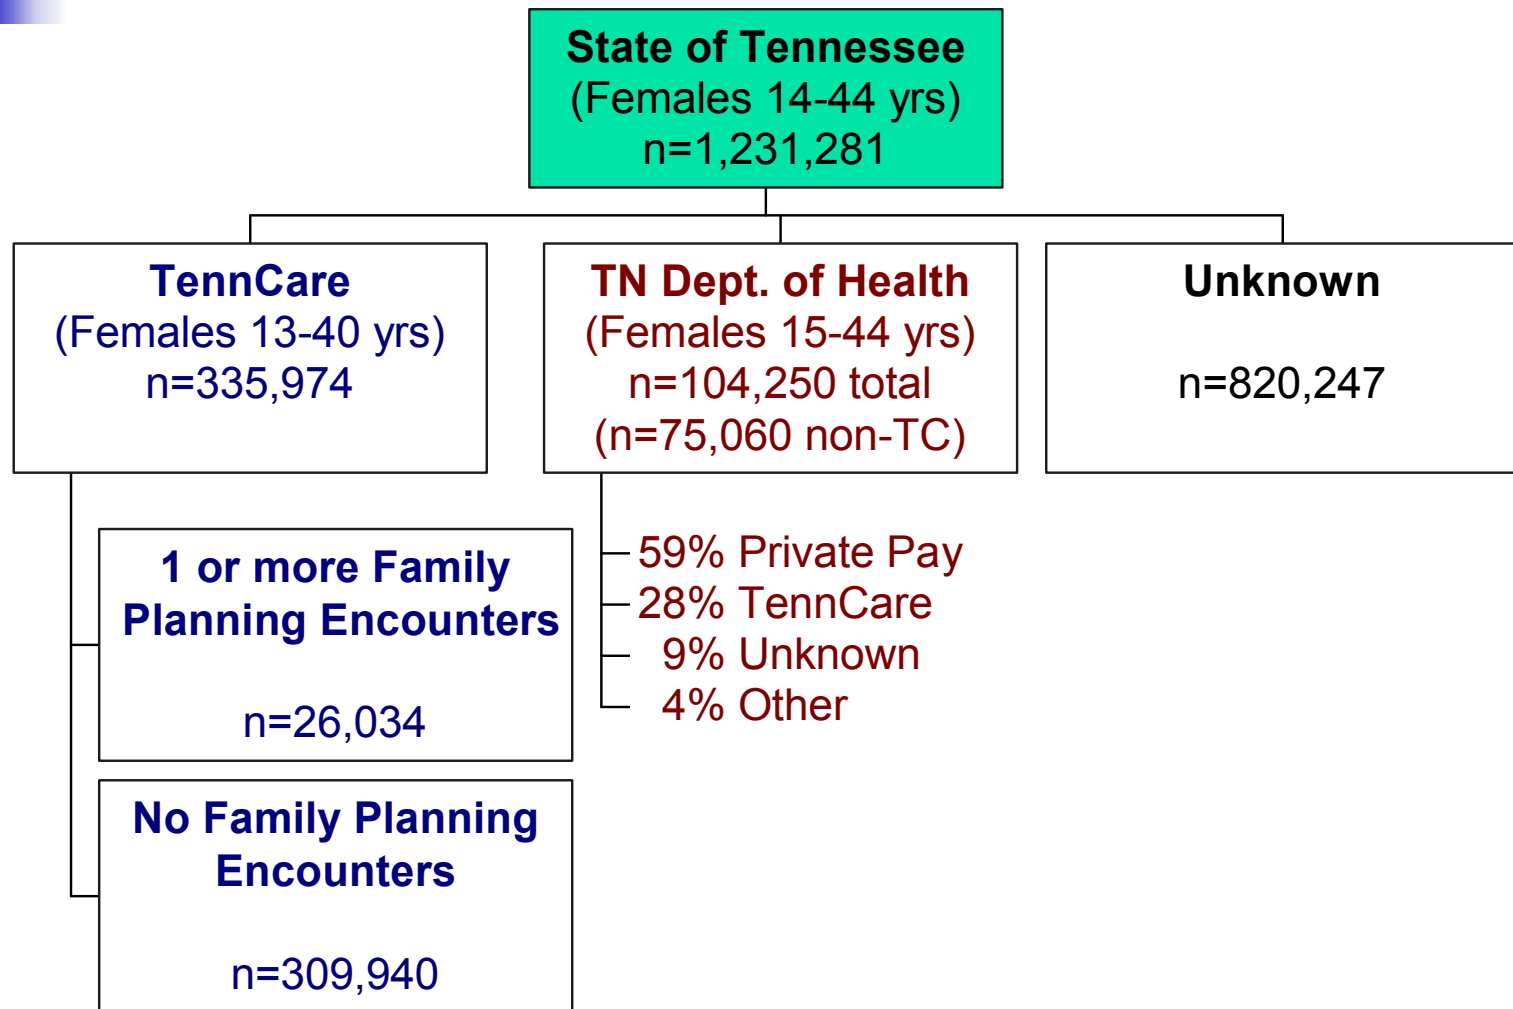 State of Tennessee
(Females 14-44 yrs)
n=1,231,281
TennCare
(Females 13-40 yrs)
n=335,974
TN Dept. of Health
(Females 15-44 yrs)
n=104,250 total
(n=75,060 non-TC)
Unknown
n=820,247
1 or more Family
Planning Encounters
n=26,034
No Family Planning
Encounters
n=309,940
59% Private Pay
28% TennCare
9% Unknown
4% Other